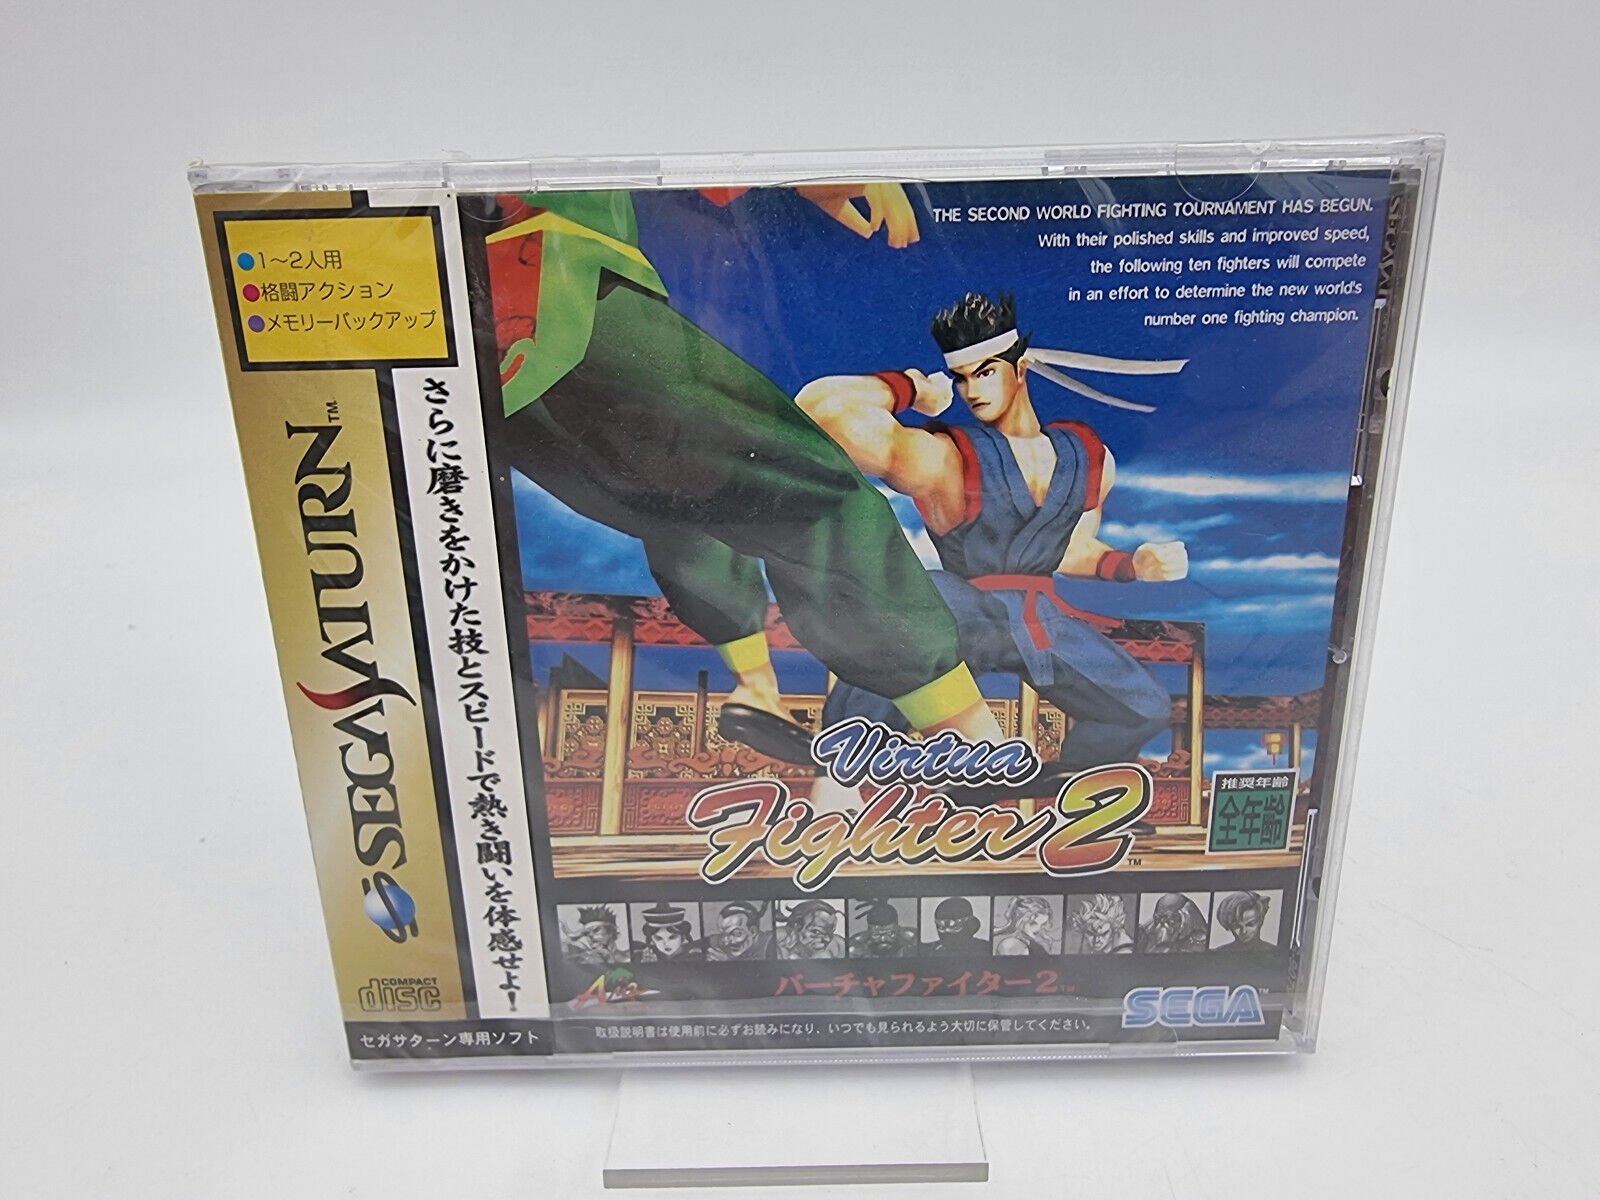 ●1～2人用
●格闘アクション
●メモリーバックアップ
SEGA SATURN™
COMPACT
disc
セガサターン専用ソフト
さらに磨きをかけた技とスピードで熱き闘いを体感せよ！
THE SECOND WORLD FIGHTING TOURNAMENT HAS BEGUN.
With their polished skills and improved speed,
the following ten fighters will compete
in an effort to determine the new world's
number one fighting champion.
Virtua
Fighter 2™
推奨年齢
全年齢
バーチャファイター2™
SEGA™
取扱説明書は使用前に必ずお読みになり、いつでも見られるよう大切に保管してください。